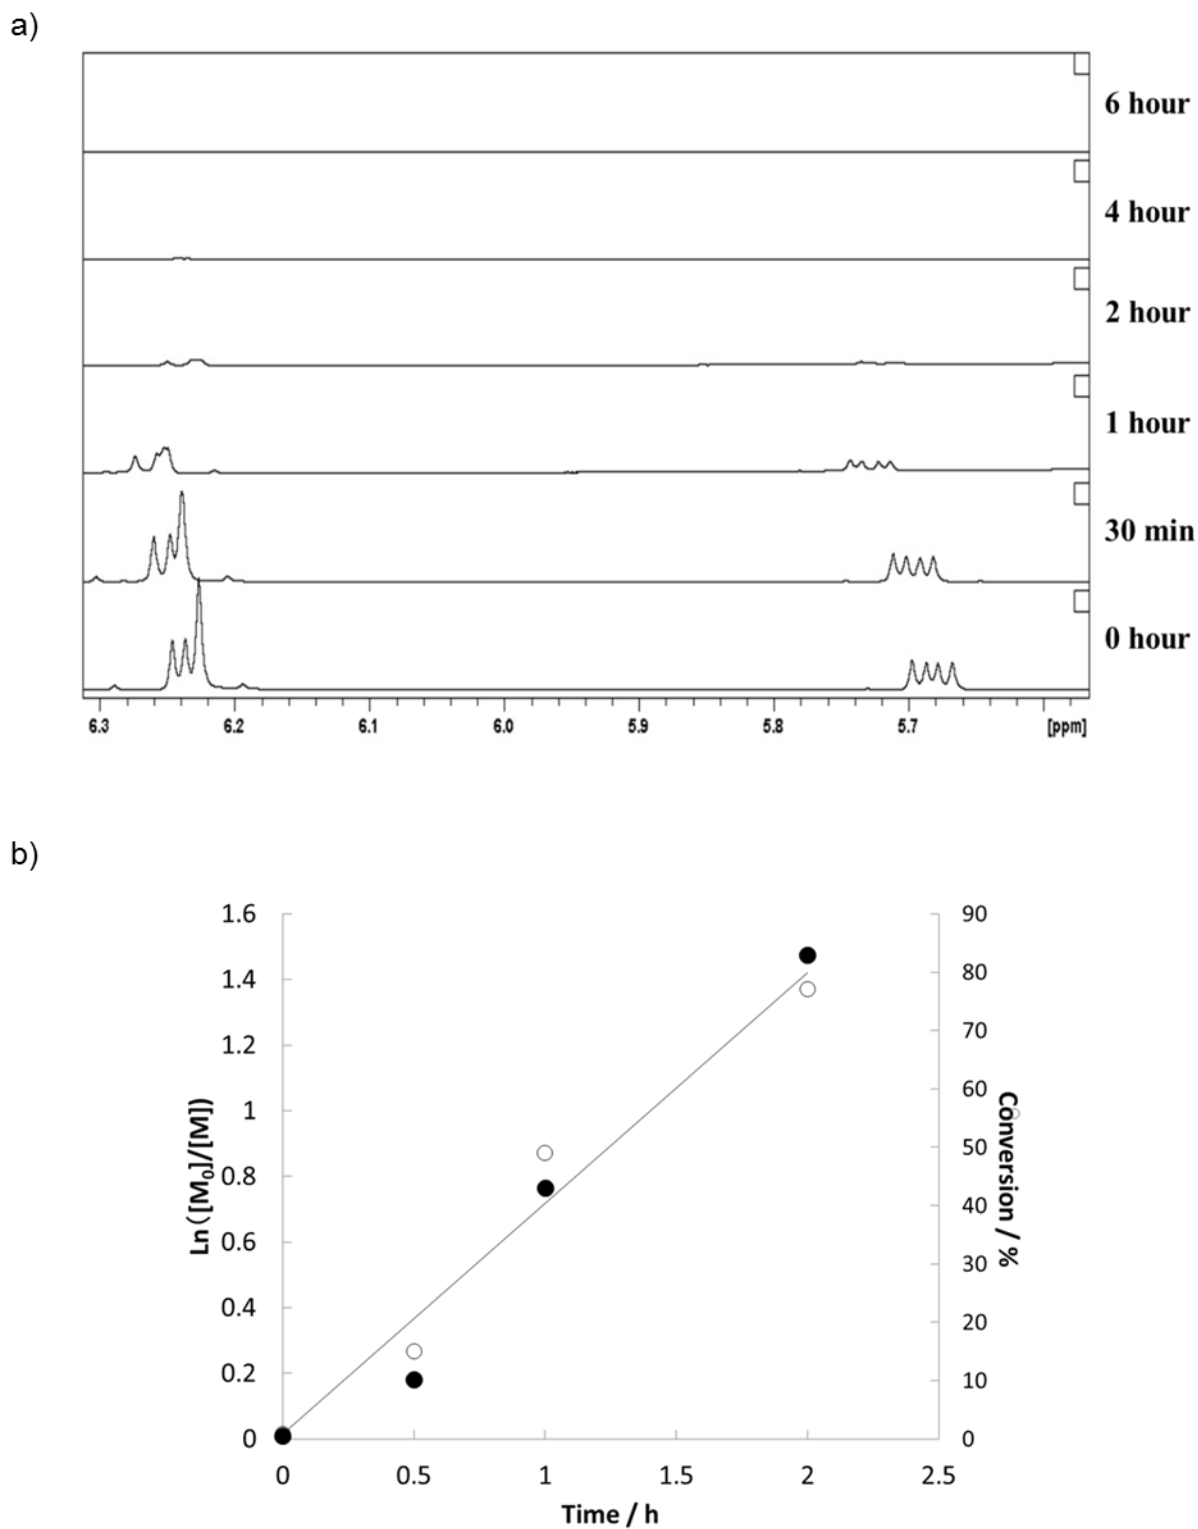 a)
6 hour
4 hour
2 hour
1 hour
30 min
0 hour
6.3 6.2 6.1 6.0 5.9 5.8 5.7 [ppm]
b)
1.6
1.4
1.2
1
0.8
0.6
0.4
0.2
0
Ln([M0]/[M])
90
80
70
60
50
40
30
20
10
0
Conversion / %
0 0.5 1 1.5 2 2.5
Time / h